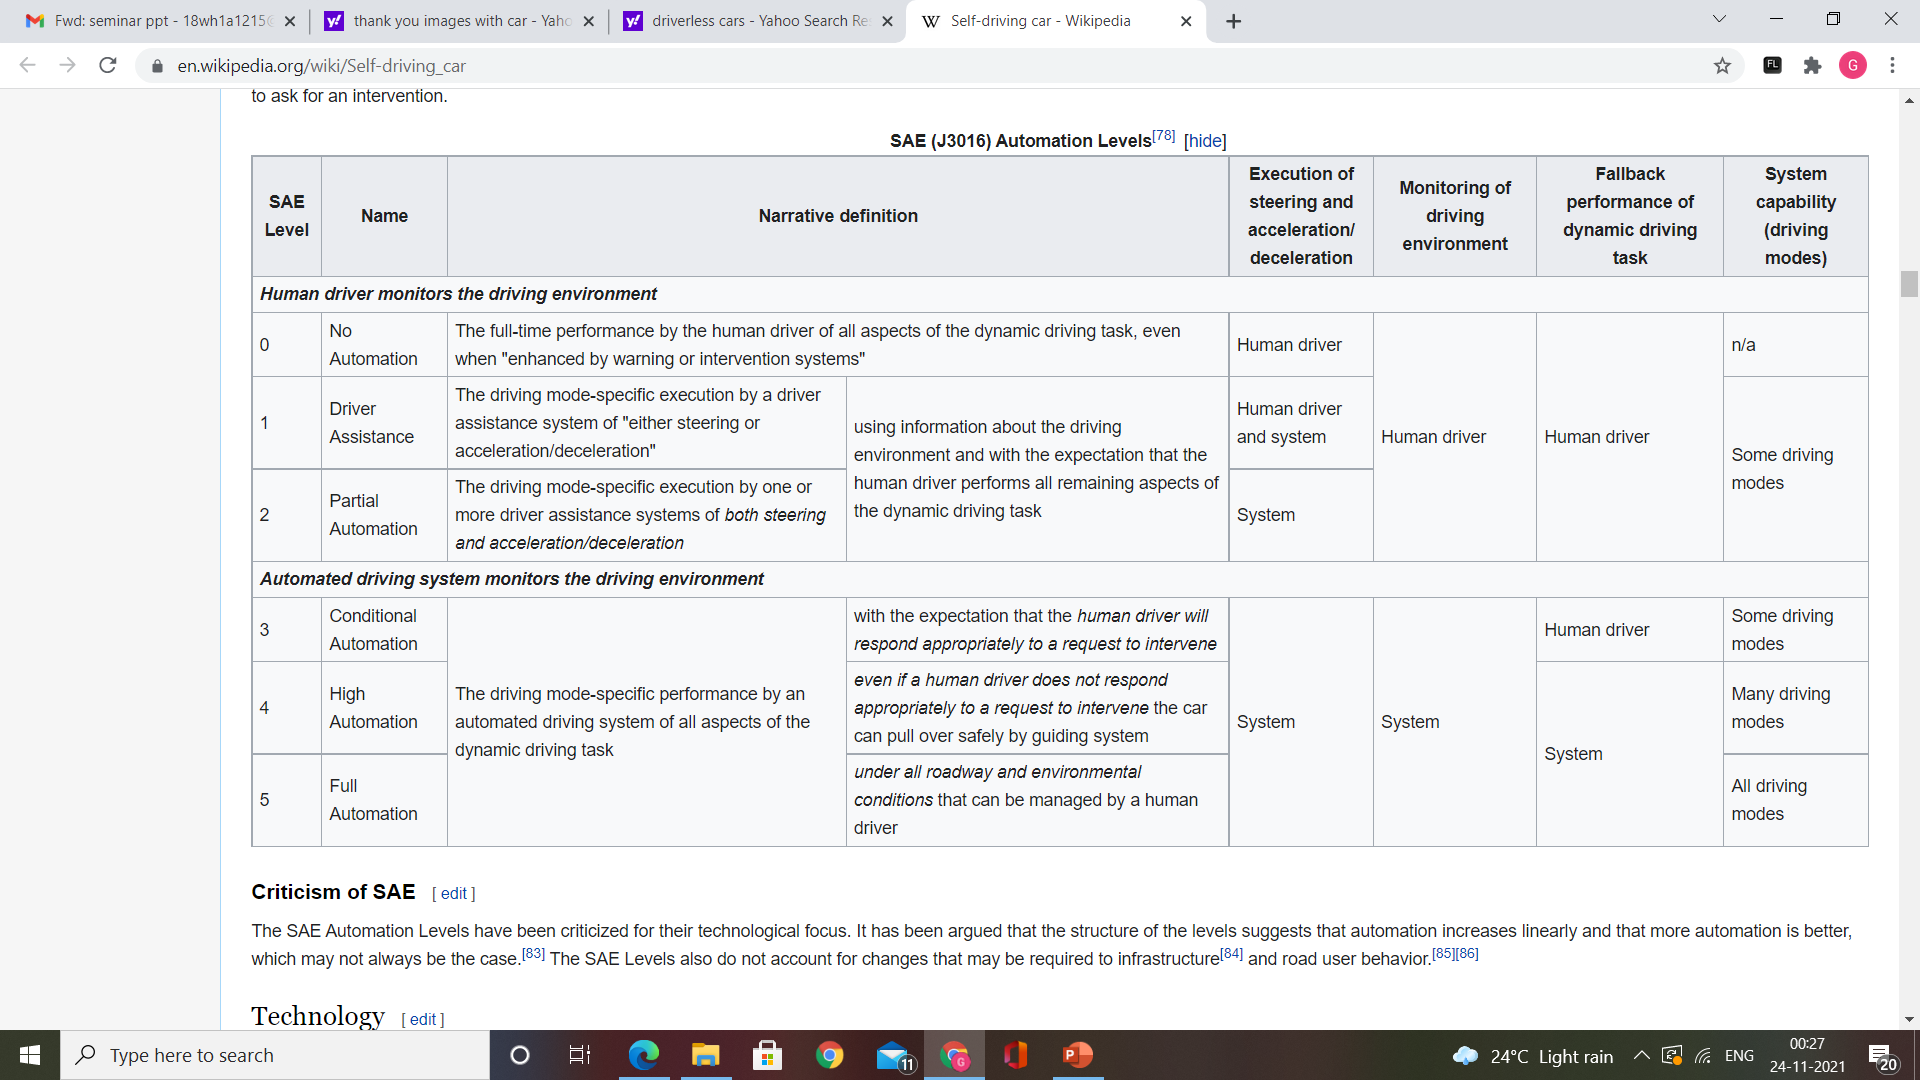 Fwd: seminar ppt - 18wh1a1215
thank you images with car - Yaho
driverless cars - Yahoo Search Re
Self-driving car - Wikipedia
en.wikipedia.org/wiki/Self-driving_car
FL
G
to ask for an intervention.
SAE (J3016) Automation Levels[78] [hide]
SAE
Level
Name
Narrative definition
Execution of
steering and
acceleration/
deceleration
Monitoring of
driving
environment
Fallback
performance of
dynamic driving
task
System
capability
(driving
modes)
Human driver monitors the driving environment
0
No
Automation
The full-time performance by the human driver of all aspects of the dynamic driving task, even
when "enhanced by warning or intervention systems"
Human driver
Human driver
Human driver
n/a
1
Driver
Assistance
The driving mode-specific execution by a driver
assistance system of "either steering or
acceleration/deceleration"
using information about the driving
environment and with the expectation that the
human driver performs all remaining aspects of
the dynamic driving task
Human driver
and system
Some driving
modes
2
Partial
Automation
The driving mode-specific execution by one or
more driver assistance systems of both steering
and acceleration/deceleration
System
Automated driving system monitors the driving environment
3
Conditional
Automation
The driving mode-specific performance by an
automated driving system of all aspects of the
dynamic driving task
with the expectation that the human driver will
respond appropriately to a request to intervene
System
System
Human driver
Some driving
modes
4
High
Automation
even if a human driver does not respond
appropriately to a request to intervene the car
can pull over safely by guiding system
System
Many driving
modes
5
Full
Automation
under all roadway and environmental
conditions that can be managed by a human
driver
All driving
modes
Criticism of SAE [ edit ]
The SAE Automation Levels have been criticized for their technological focus. It has been argued that the structure of the levels suggests that automation increases linearly and that more automation is better,
which may not always be the case.[83] The SAE Levels also do not account for changes that may be required to infrastructure[84] and road user behavior.[85][86]
Technology [ edit ]
Type here to search
11
G
P
24°C Light rain
ENG
00:27
24-11-2021
20